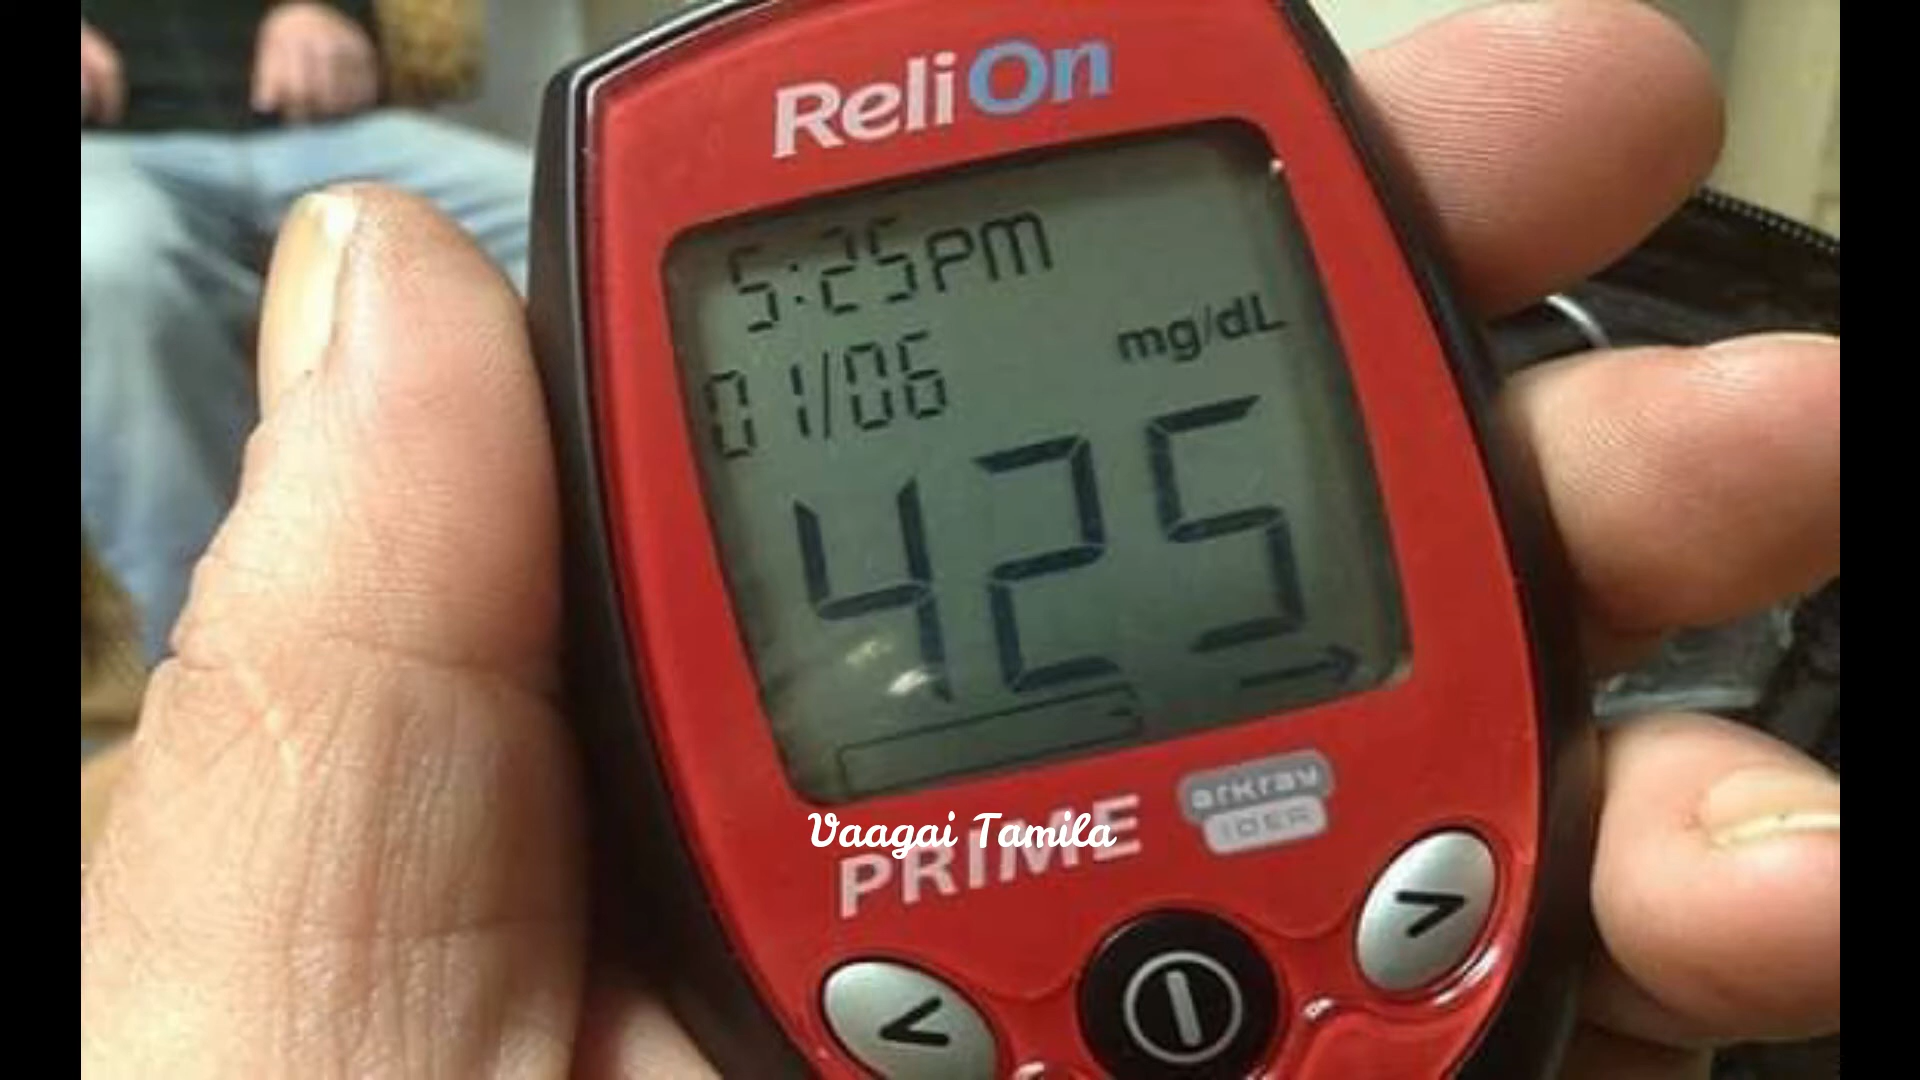 ReliOn
5:25PM
mg/dL
01/06
425
arkray
Vaagai Tamila
PRIME